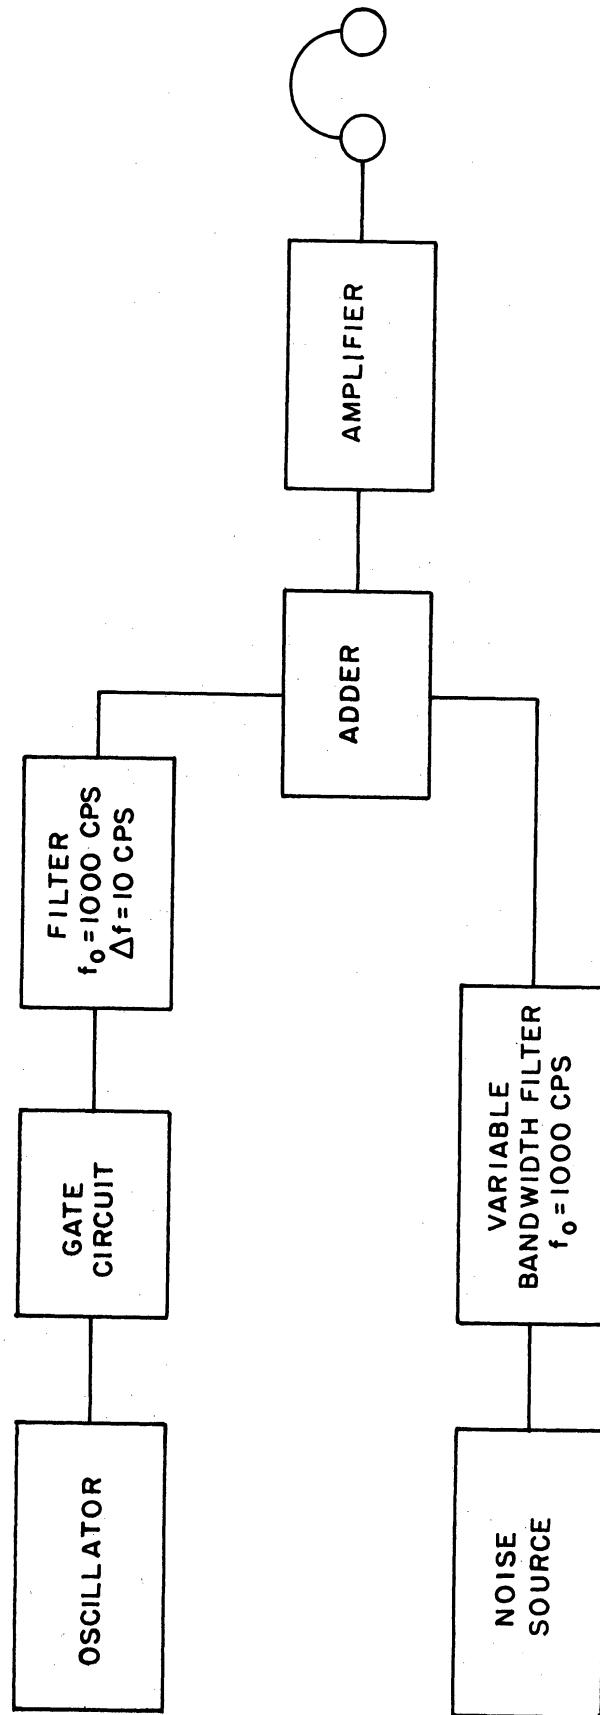 OSCILLATOR
GATE
CIRCUIT
FILTER
f₀=1000 CPS
Δf=10 CPS
NOISE
SOURCE
VARIABLE
BANDWIDTH FILTER
f₀=1000 CPS
ADDER
AMPLIFIER